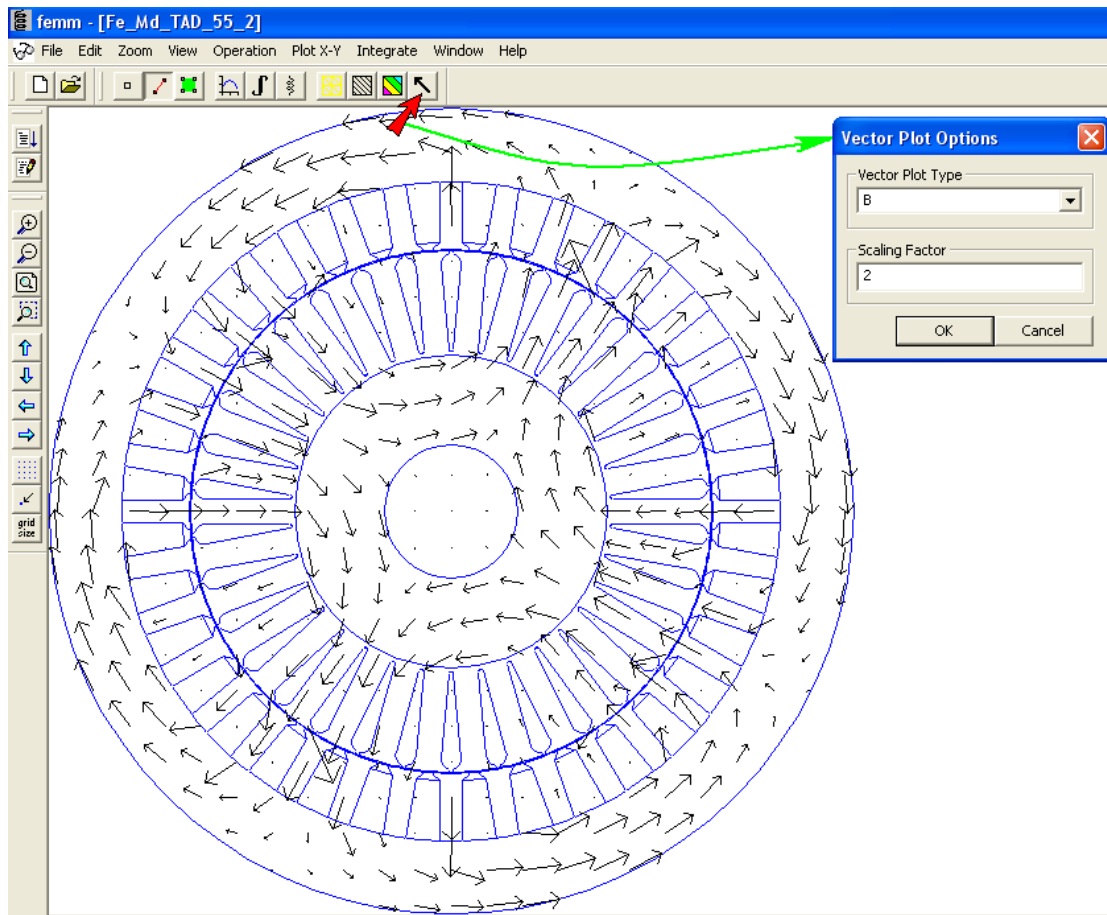 femm - [Fe_Md_TAD_55_2]
File Edit Zoom View Operation Plot X-Y Integrate Window Help
Vector Plot Options
Vector Plot Type
B
Scaling Factor
2
OK Cancel
grid
size